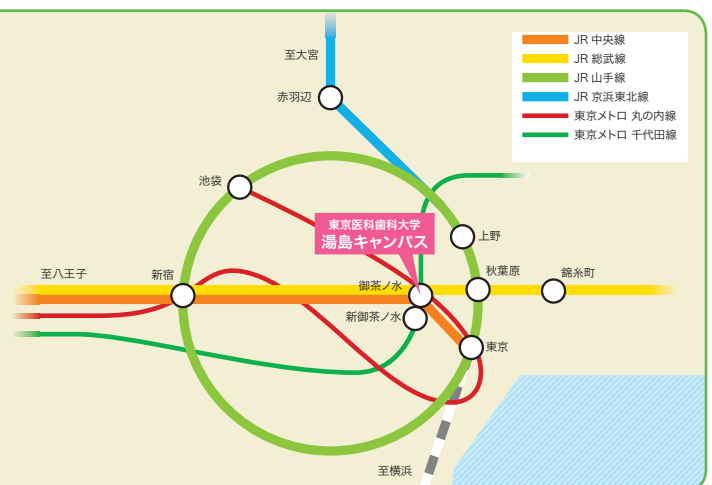 JR 中央線
JR 総武線
JR 山手線
JR 京浜東北線
東京メトロ 丸の内線
東京メトロ 千代田線
至大宮
赤羽辺
池袋
東京医科歯科大学
湯島キャンパス
上野
至八王子
新宿
御茶ノ水
秋葉原
錦糸町
新御茶ノ水
東京
至横浜